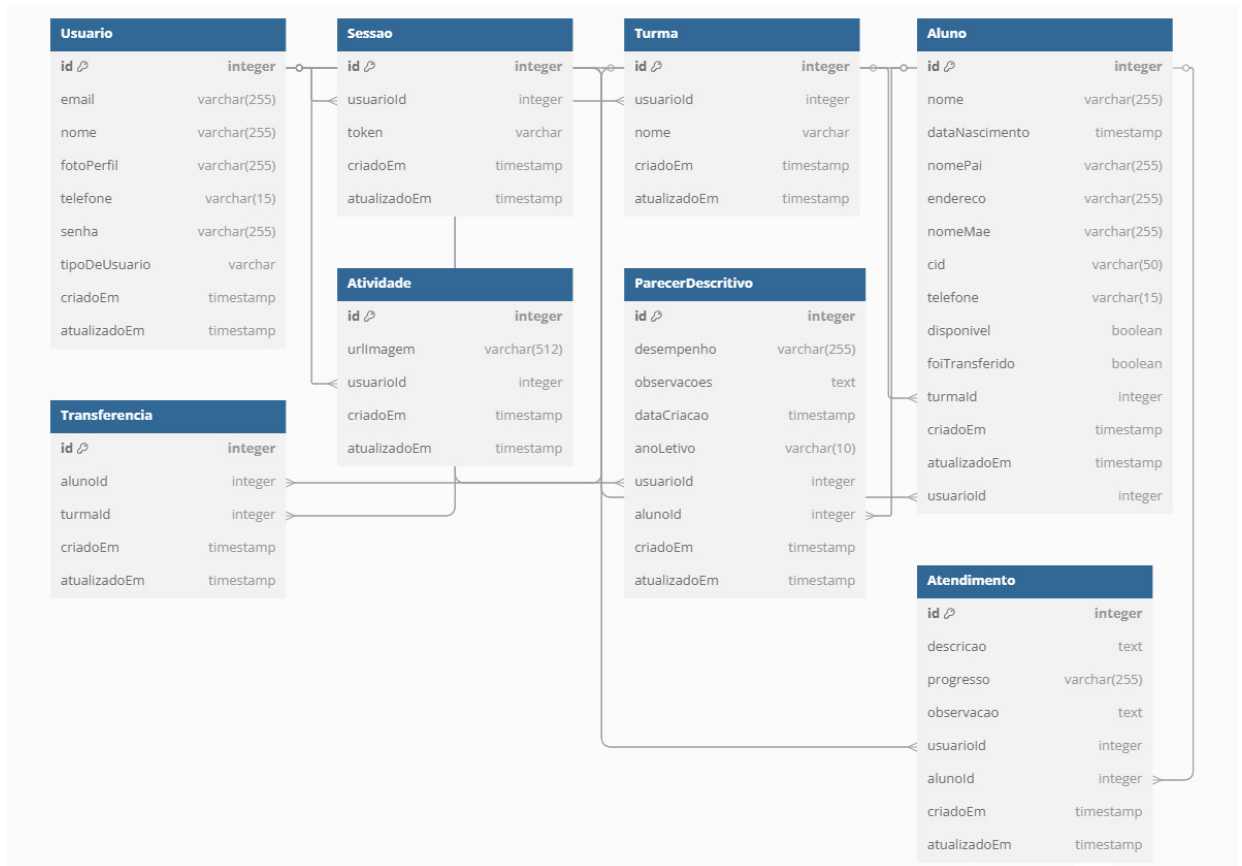 Usuario
id integer
email varchar(255)
nome varchar(255)
fotoPerfil varchar(255)
telefone varchar(15)
senha varchar(255)
tipoDeUsuario varchar
criadoEm timestamp
atualizadoEm timestamp
Sessao
id integer
usuarioId integer
token varchar
criadoEm timestamp
atualizadoEm timestamp
Turma
id integer
usuarioId integer
nome varchar
criadoEm timestamp
atualizadoEm timestamp
Aluno
id integer
nome varchar(255)
dataNascimento timestamp
nomePai varchar(255)
endereco varchar(255)
nomeMae varchar(255)
cid varchar(50)
telefone varchar(15)
disponivel boolean
foiTransferido boolean
turmaId integer
criadoEm timestamp
atualizadoEm timestamp
usuarioId integer
Atividade
id integer
urlImagem varchar(512)
usuarioId integer
criadoEm timestamp
atualizadoEm timestamp
ParecerDescritivo
id integer
desempenho varchar(255)
observacoes text
dataCriacao timestamp
anoLetivo varchar(10)
usuarioId integer
alunoId integer
criadoEm timestamp
atualizadoEm timestamp
Transferencia
id integer
alunoId integer
turmaId integer
criadoEm timestamp
atualizadoEm timestamp
Atendimento
id integer
descricao text
progresso varchar(255)
observacao text
usuarioId integer
alunoId integer
criadoEm timestamp
atualizadoEm timestamp